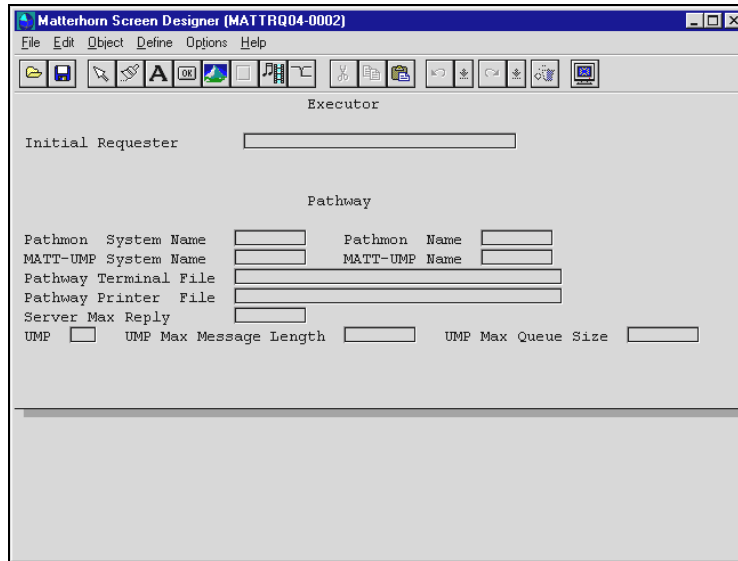 Matterhorn Screen Designer (MATTRQ04-0002)
File Edit Object Define Options Help
A OK
Executor
Initial Requester
Pathway
Pathmon System Name Pathmon Name
MATT-UMP System Name MATT-UMP Name
Pathway Terminal File
Pathway Printer File
Server Max Reply
UMP UMP Max Message Length UMP Max Queue Size